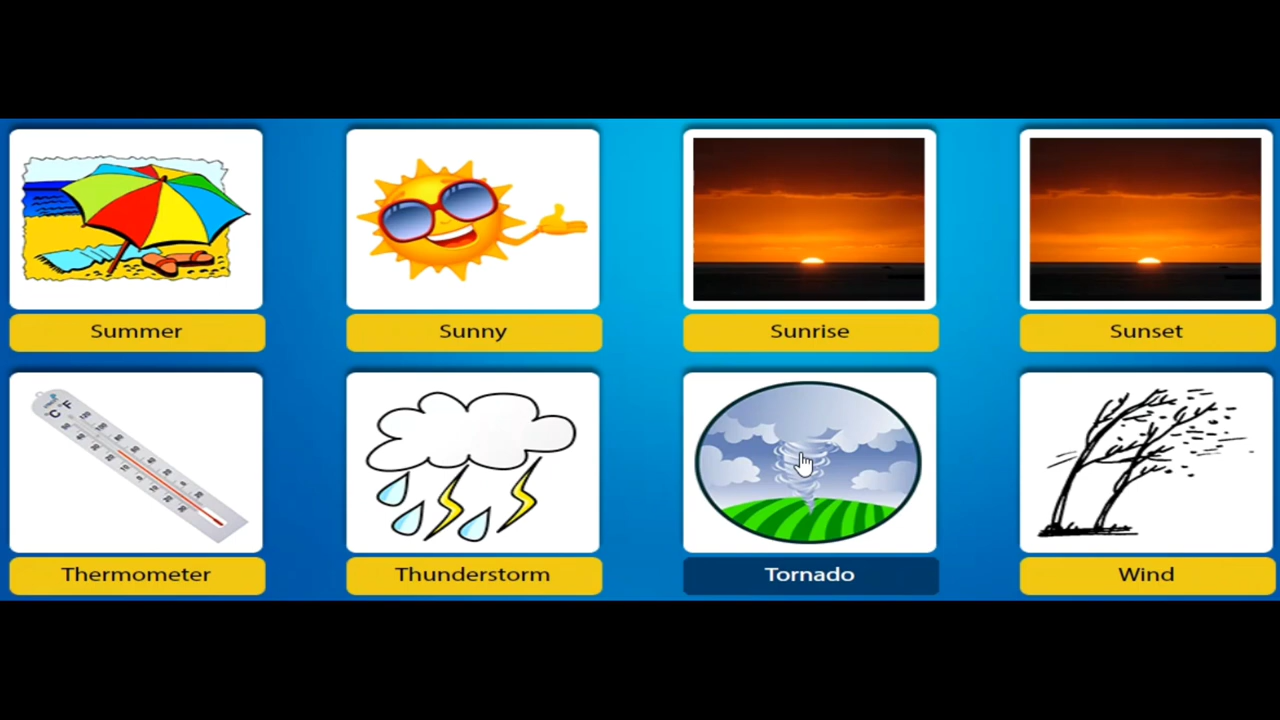 Summer
Sunny
Sunrise
Sunset
C F
Thermometer
Thunderstorm
Tornado
Wind